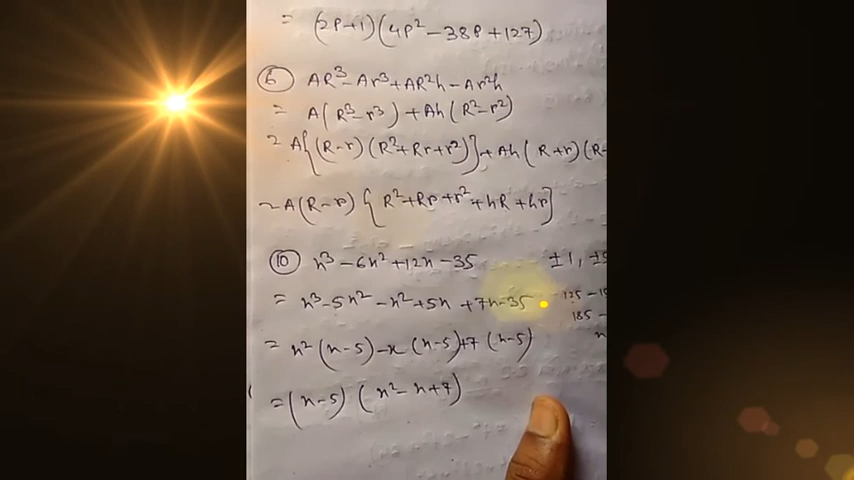 = (2P+1)(4P² - 38P + 127)
⑥ AR³ - Ar³ + AR²h - Ar²h
= A(R³ - r³) + Ah(R² - r²)
= A{(R-r)(R²+Rr+r²)} + Ah(R+r)(R-
= A(R-r){R²+Rr+r²+hR+hr}
⑩ x³ - 6x² + 12x - 35 ±1, ±5
= x³ - 5x² - x² + 5x + 7x - 35 125 - 15
185 -
= x²(x-5) - x(x-5) + 7(x-5) x
= (x-5)(x² - x + 7)